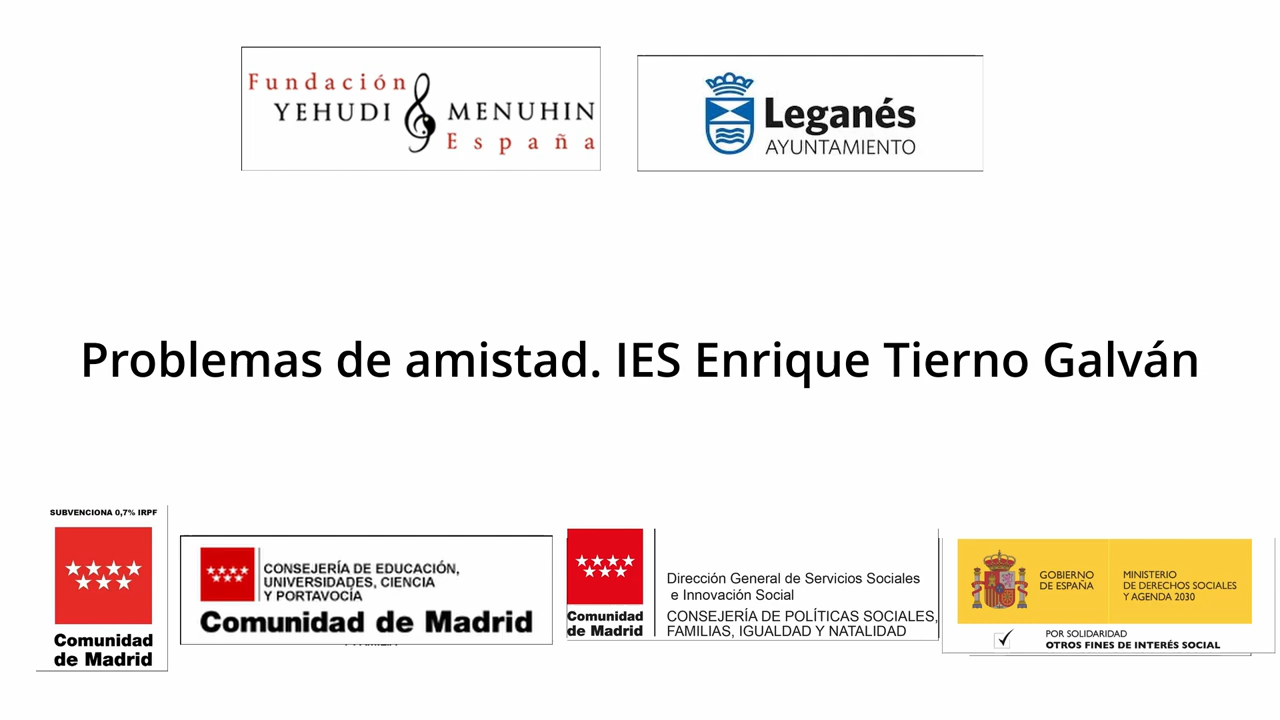 Fundación
YEHUDI MENUHIN
España
Leganés
AYUNTAMIENTO
Problemas de amistad. IES Enrique Tierno Galván
SUBVENCIONA 0,7% IRPF
Comunidad
de Madrid
CONSEJERÍA DE EDUCACIÓN,
UNIVERSIDADES, CIENCIA
Y PORTAVOCÍA
Comunidad de Madrid
Comunidad
de Madrid
Dirección General de Servicios Sociales
e Innovación Social
CONSEJERÍA DE POLÍTICAS SOCIALES,
FAMILIAS, IGUALDAD Y NATALIDAD
GOBIERNO
DE ESPAÑA
MINISTERIO
DE DERECHOS SOCIALES
Y AGENDA 2030
POR SOLIDARIDAD
OTROS FINES DE INTERÉS SOCIAL